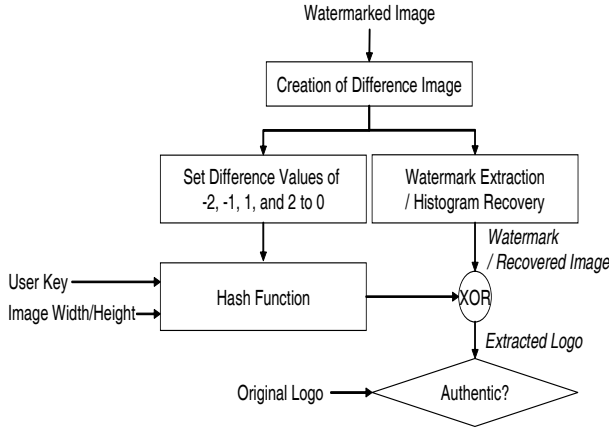 Watermarked Image
Creation of Difference Image
Set Difference Values of
-2, -1, 1, and 2 to 0
Watermark Extraction
/ Histogram Recovery
Watermark
/ Recovered Image
User Key
Image Width/Height
Hash Function
XOR
Extracted Logo
Original Logo
Authentic?